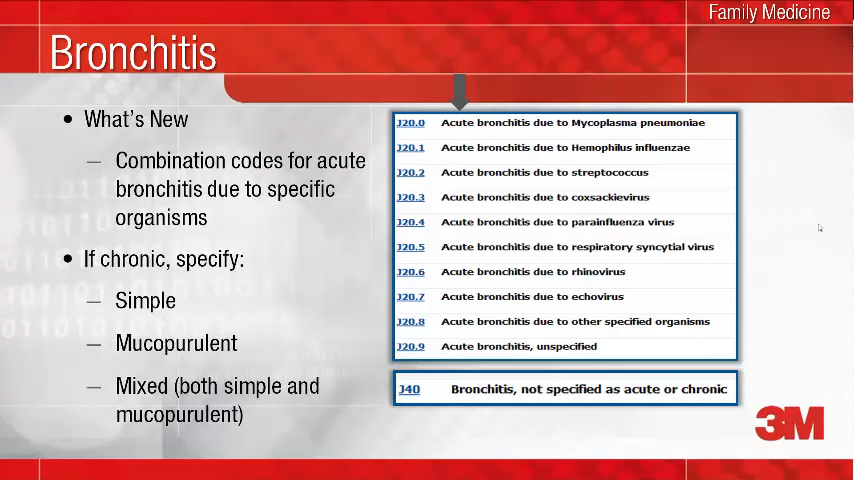 Family Medicine
Bronchitis
• What's New
– Combination codes for acute
bronchitis due to specific
organisms
• If chronic, specify:
– Simple
– Mucopurulent
– Mixed (both simple and
mucopurulent)
J20.0 Acute bronchitis due to Mycoplasma pneumoniae
J20.1 Acute bronchitis due to Hemophilus influenzae
J20.2 Acute bronchitis due to streptococcus
J20.3 Acute bronchitis due to coxsackievirus
J20.4 Acute bronchitis due to parainfluenza virus
J20.5 Acute bronchitis due to respiratory syncytial virus
J20.6 Acute bronchitis due to rhinovirus
J20.7 Acute bronchitis due to echovirus
J20.8 Acute bronchitis due to other specified organisms
J20.9 Acute bronchitis, unspecified
J40 Bronchitis, not specified as acute or chronic
3M